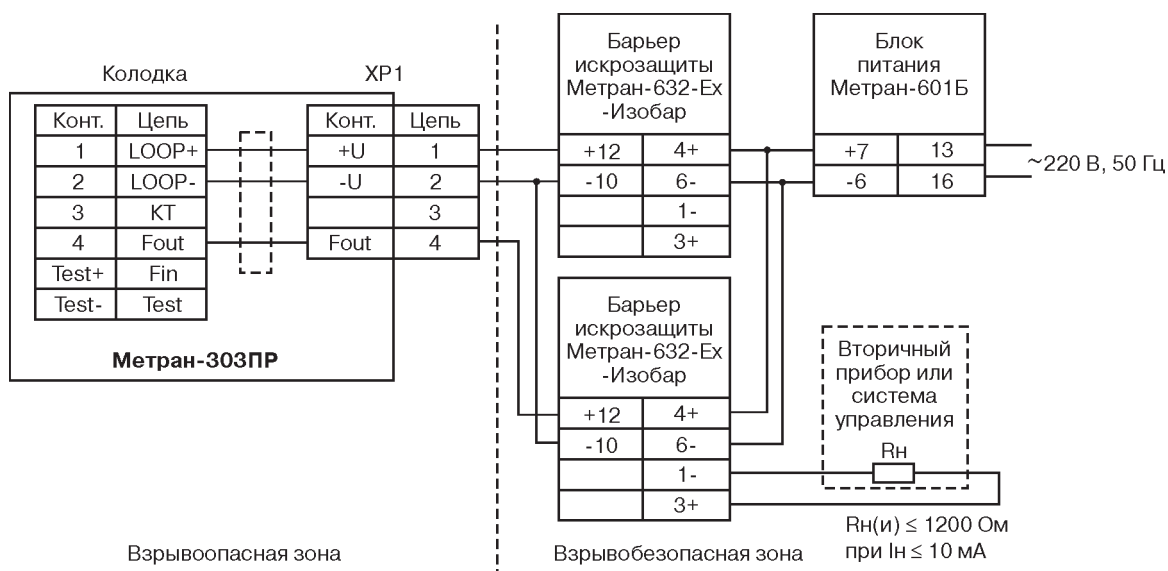 Колодка
XP1
Конт. Цепь
1 LOOP+
2 LOOP-
3 KT
4 Fout
Test+ Fin
Test- Test
Метран-303ПР
Конт. Цепь
+U 1
-U 2
3
Fout 4
Взрывоопасная зона
Барьер
искрозащиты
Метран-632-Ex
-Изобар
+12 4+
-10 6-
1-
3+
Блок
питания
Метран-601Б
+7 13
-6 16
~220 В, 50 Гц
Барьер
искрозащиты
Метран-632-Ex
-Изобар
+12 4+
-10 6-
1-
3+
Вторичный
прибор или
система
управления
Rн
Rн(и) ≤ 1200 Ом
при Iн ≤ 10 мА
Взрывобезопасная зона